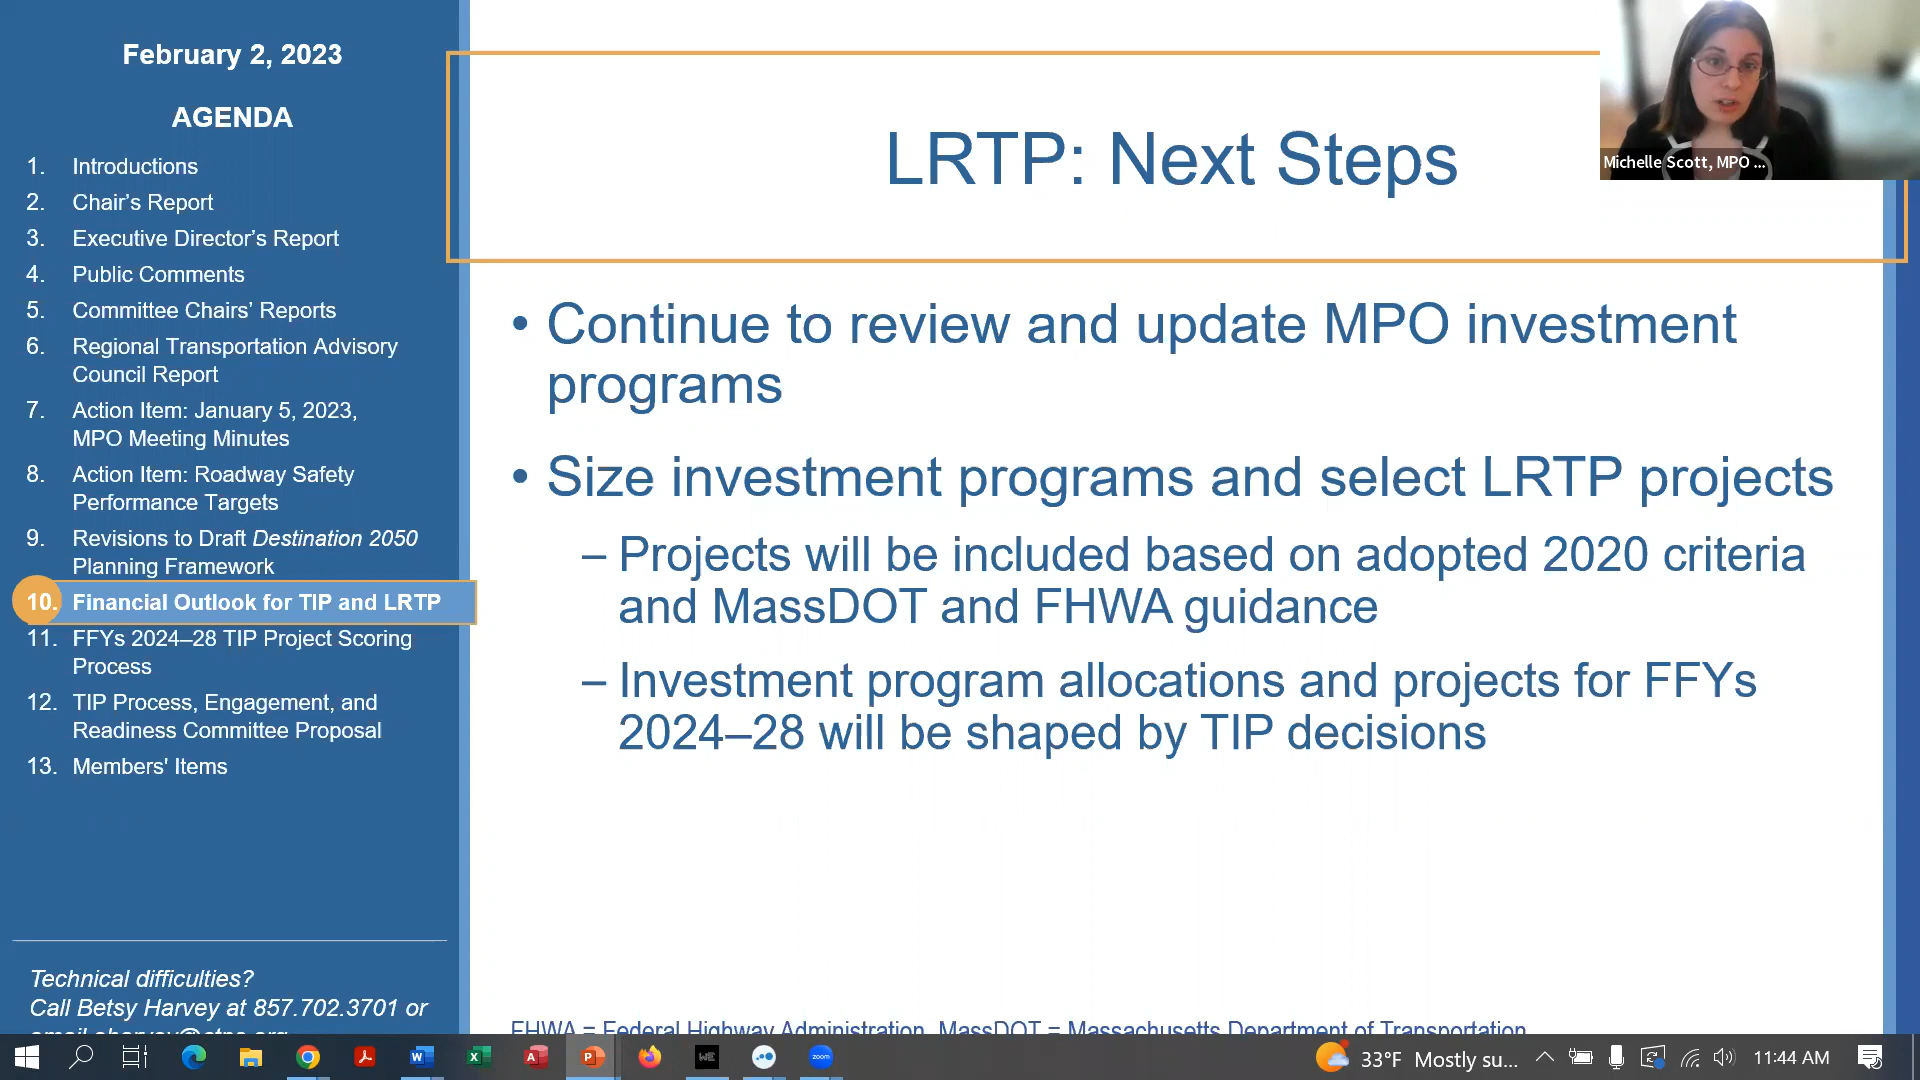 February 2, 2023
AGENDA
1. Introductions
2. Chair’s Report
3. Executive Director’s Report
4. Public Comments
5. Committee Chairs’ Reports
6. Regional Transportation Advisory
Council Report
7. Action Item: January 5, 2023,
MPO Meeting Minutes
8. Action Item: Roadway Safety
Performance Targets
9. Revisions to Draft Destination 2050
Planning Framework
10. Financial Outlook for TIP and LRTP
11. FFYs 2024–28 TIP Project Scoring
Process
12. TIP Process, Engagement, and
Readiness Committee Proposal
13. Members' Items
Technical difficulties?
Call Betsy Harvey at 857.702.3701 or
LRTP: Next Steps
• Continue to review and update MPO investment
programs
• Size investment programs and select LRTP projects
– Projects will be included based on adopted 2020 criteria
and MassDOT and FHWA guidance
– Investment program allocations and projects for FFYs
2024–28 will be shaped by TIP decisions
FHWA = Federal Highway Administration. MassDOT = Massachusetts Department of Transportation
Michelle Scott, MPO ...
zoom
33°F Mostly su...
11:44 AM